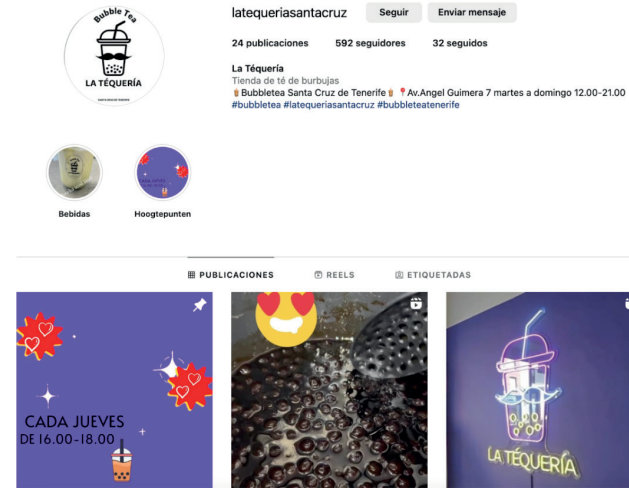 Bubble Tea
LA TÉQUERÍA
latequeriasantacruz Seguir Enviar mensaje
24 publicaciones 592 seguidores 32 seguidos
La Téquería
Tienda de té de burbujas
🧋Bubbletea Santa Cruz de Tenerife🧋 📍Av.Angel Guimera 7 martes a domingo 12.00-21.00
#bubbletea #latequeriasantacruz #bubbleteatenerife
Bebidas Hoogtepunten
PUBLICACIONES REELS ETIQUETADAS
CADA JUEVES
DE 16.00-18.00
LA TÉQUERÍA